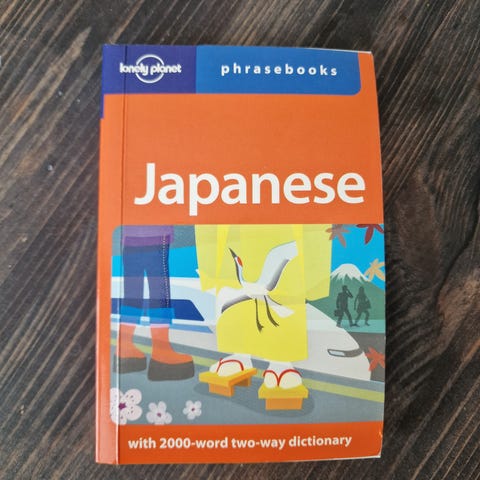 lonely planet
phrasebooks
Japanese
with 2000-word two-way dictionary